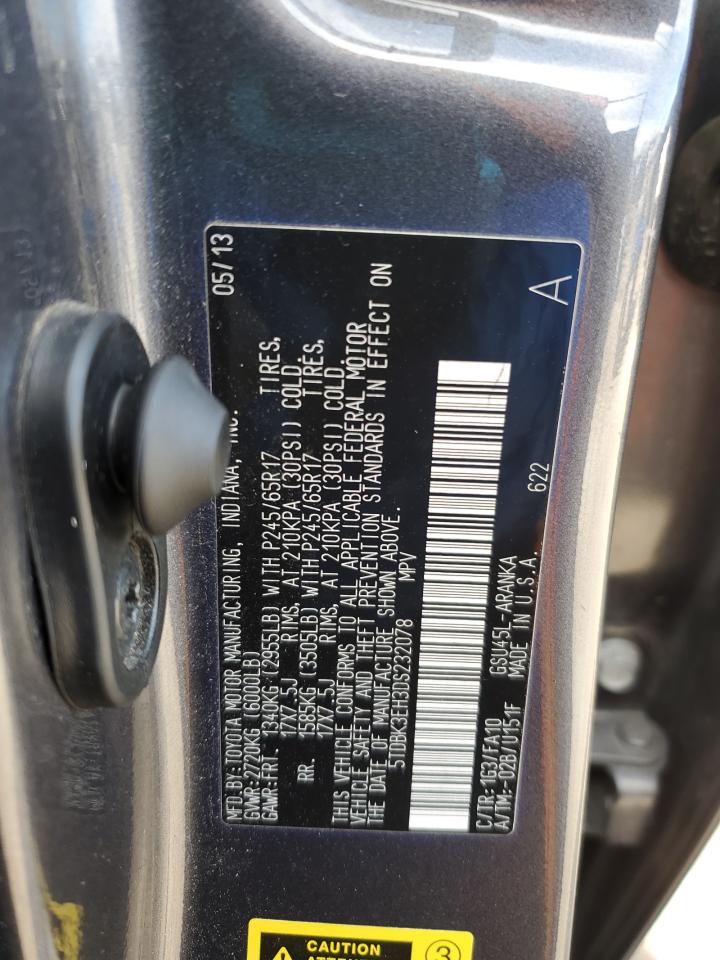 MFD BY: TOYOTA MOTOR MANUFACTURING, INDIANA, INC. 05/13
GVWR: 2720KG (6000LB)
GAWR: FRT 1340KG (2955LB) WITH P245/65R17 TIRES,
17X7.5J RIMS, AT 210KPA (30PSI) COLD
RR. 1585KG (3505LB) WITH P245/65R17 TIRES,
17X7.5J RIMS, AT 210KPA (30PSI) COLD
THIS VEHICLE CONFORMS TO ALL APPLICABLE FEDERAL MOTOR
VEHICLE SAFETY AND THEFT PREVENTION STANDARDS IN EFFECT ON
THE DATE OF MANUFACTURE SHOWN ABOVE.
5TDBK3EH3DS232078 MPV
C/TR: 1G3/FA10 GSU45L-ARANKA 622 A
A/TM: -02B/U151F MADE IN U.S.A.
CAUTION 3